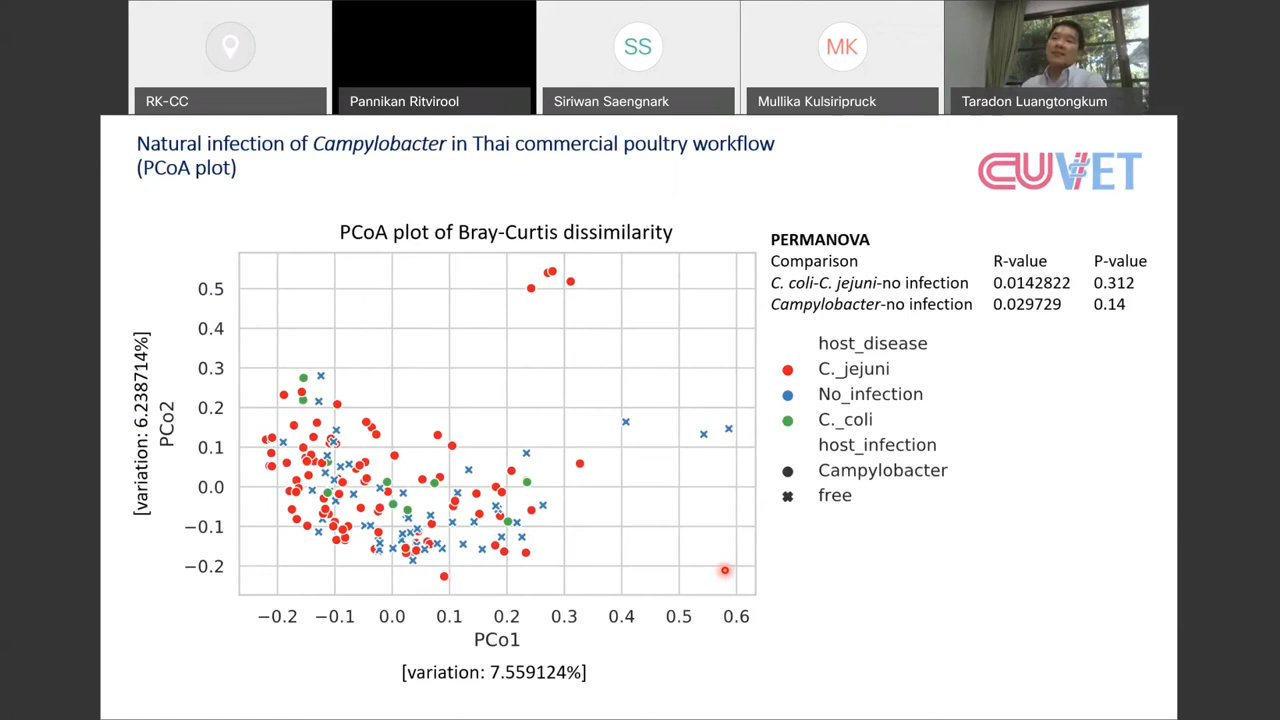 RK-CC
Pannikan Ritvirool
SS
Siriwan Saengnark
MK
Mullika Kulsiripruck
Taradon Luangtongkum
Natural infection of Campylobacter in Thai commercial poultry workflow
(PCoA plot)
CUVET
PCoA plot of Bray-Curtis dissimilarity
[variation: 6.238714%]
PCo2
0.5
0.4
0.3
0.2
0.1
0.0
−0.1
−0.2
−0.2 −0.1 0.0 0.1 0.2 0.3 0.4 0.5 0.6
PCo1
[variation: 7.559124%]
PERMANOVA
Comparison R-value P-value
C. coli-C. jejuni-no infection 0.0142822 0.312
Campylobacter-no infection 0.029729 0.14
host_disease
C._jejuni
No_infection
C._coli
host_infection
Campylobacter
free